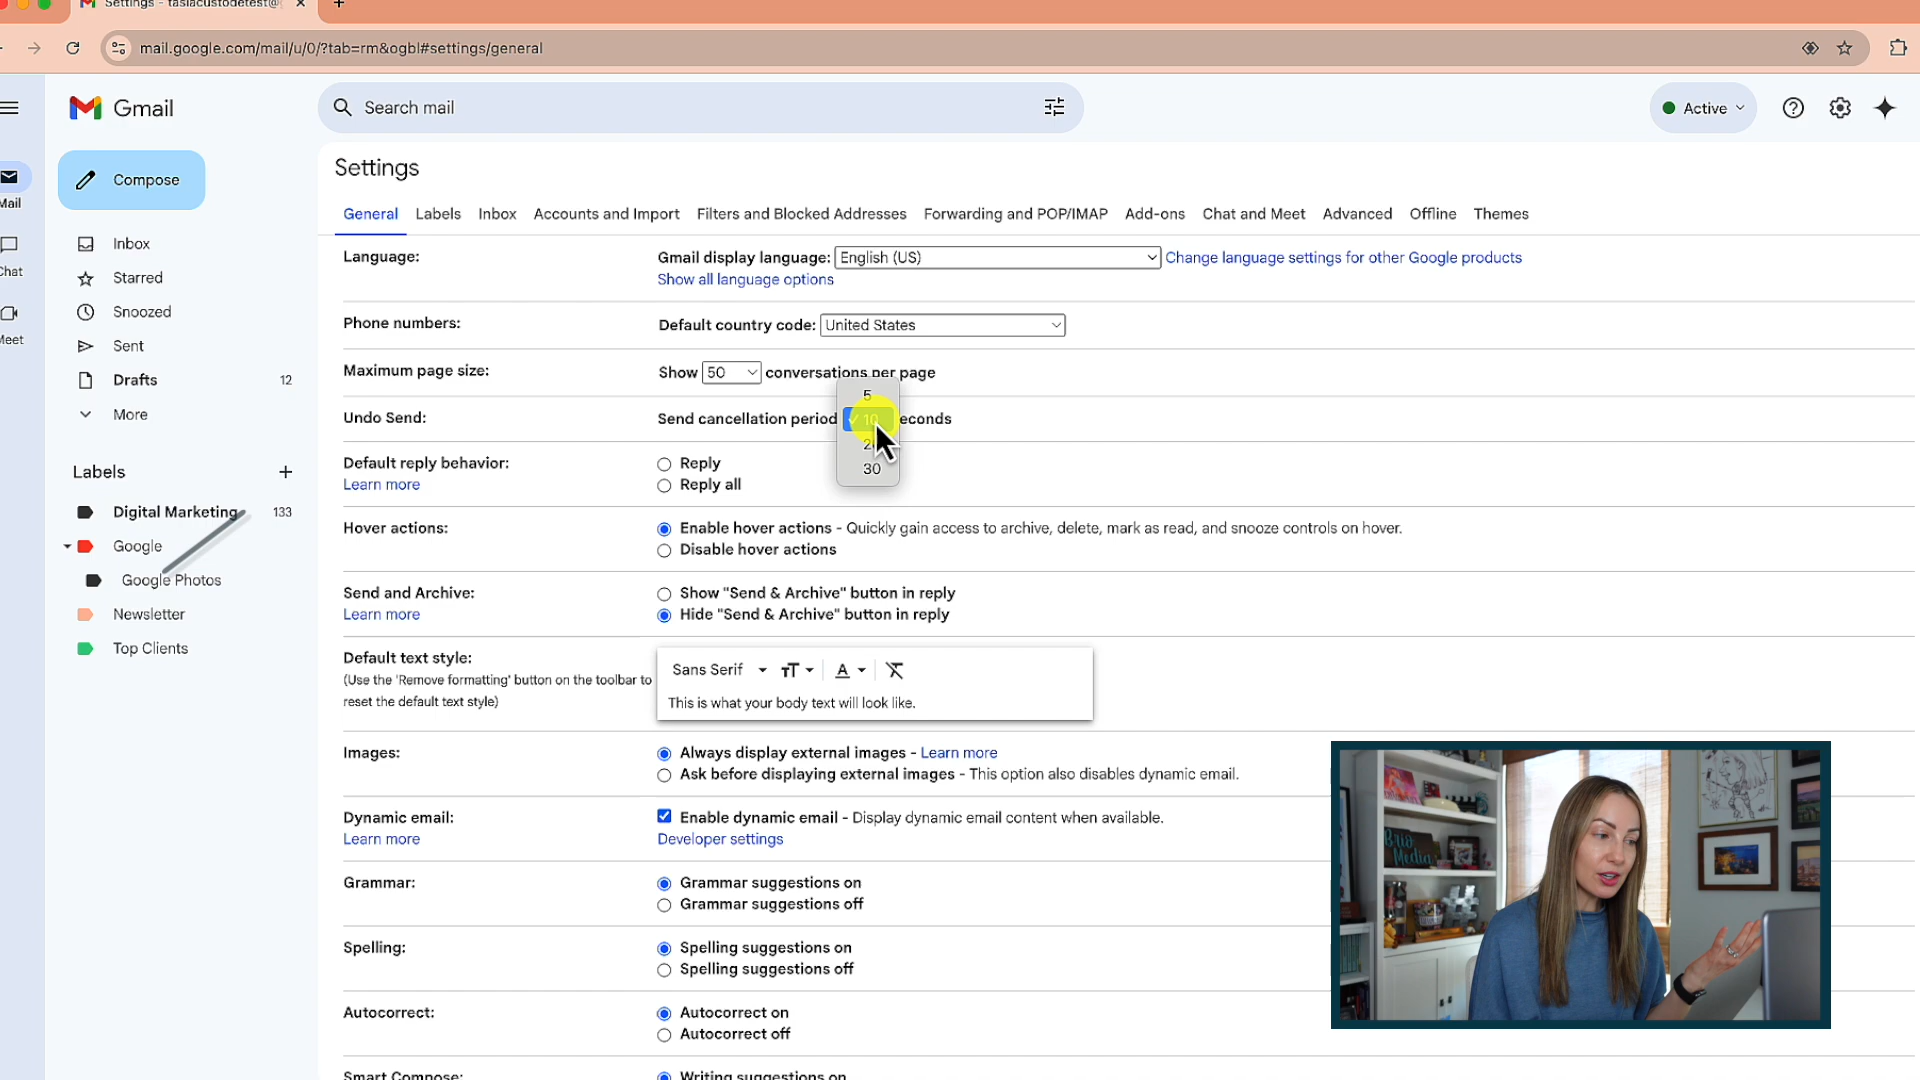 Settings - tasiacustodetest@
mail.google.com/mail/u/0/?tab=rm&ogbl#settings/general
Gmail
Search mail
Active
Mail
Chat
Meet
Compose
Inbox
Starred
Snoozed
Sent
Drafts 12
More
Labels
Digital Marketing 133
Google
Google Photos
Newsletter
Top Clients
Settings
General Labels Inbox Accounts and Import Filters and Blocked Addresses Forwarding and POP/IMAP Add-ons Chat and Meet Advanced Offline Themes
Language: Gmail display language: English (US) Change language settings for other Google products
Show all language options
Phone numbers: Default country code: United States
Maximum page size: Show 50 conversations per page
5
Undo Send: Send cancellation period 10 econds
30
Default reply behavior: Reply
Learn more Reply all
Hover actions: Enable hover actions - Quickly gain access to archive, delete, mark as read, and snooze controls on hover.
Disable hover actions
Send and Archive: Show "Send & Archive" button in reply
Learn more Hide "Send & Archive" button in reply
Default text style: Sans Serif
(Use the 'Remove formatting' button on the toolbar to
reset the default text style) This is what your body text will look like.
Images: Always display external images - Learn more
Ask before displaying external images - This option also disables dynamic email.
Dynamic email: Enable dynamic email - Display dynamic email content when available.
Learn more Developer settings
Grammar: Grammar suggestions on
Grammar suggestions off
Spelling: Spelling suggestions on
Spelling suggestions off
Autocorrect: Autocorrect on
Autocorrect off
Smart Compose: Writing suggestions on
Brio
Media